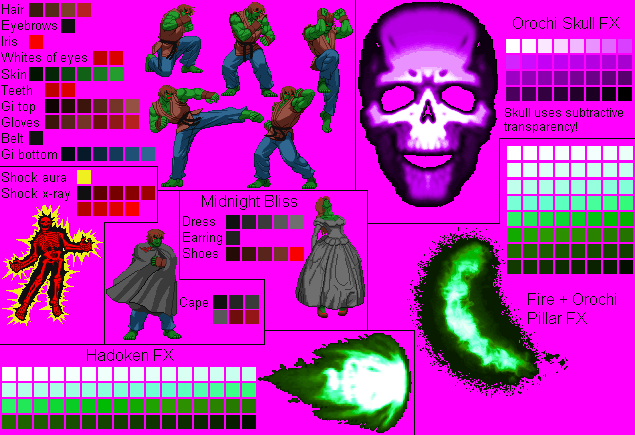 Hair
Eyebrows
Iris
Whites of eyes
Skin
Teeth
Gi top
Gloves
Belt
Gi bottom
Shock aura
Shock x-ray
Orochi Skull FX
Skull uses subtractive
transparency!
Midnight Bliss
Dress
Earring
Shoes
Cape
Fire + Orochi
Pillar FX
Hadoken FX